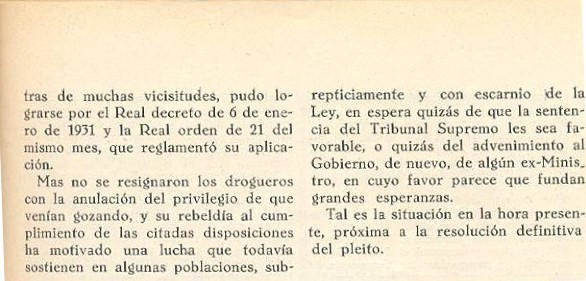 tras de muchas vicisitudes, pudo lo-
grarse por el Real decreto de 6 de ene-
ro de 1931 y la Real orden de 21 del
mismo mes, que reglamentó su aplica-
ción.
Mas no se resignaron los drogueros
con la anulación del privilegio de que
venían gozando, y su rebeldía al cum-
plimiento de las citadas disposiciones
ha motivado una lucha que todavía
sostienen en algunas poblaciones, sub-
repticiamente y con escarnio de la
Ley, en espera quizás de que la senten-
cia del Tribunal Supremo les sea fa-
vorable, o quizás del advenimiento al
Gobierno, de nuevo, de algún ex-Minis-
tro, en cuyo favor parece que fundan
grandes esperanzas.
Tal es la situación en la hora presen-
te, próxima a la resolución definitiva
del pleito.